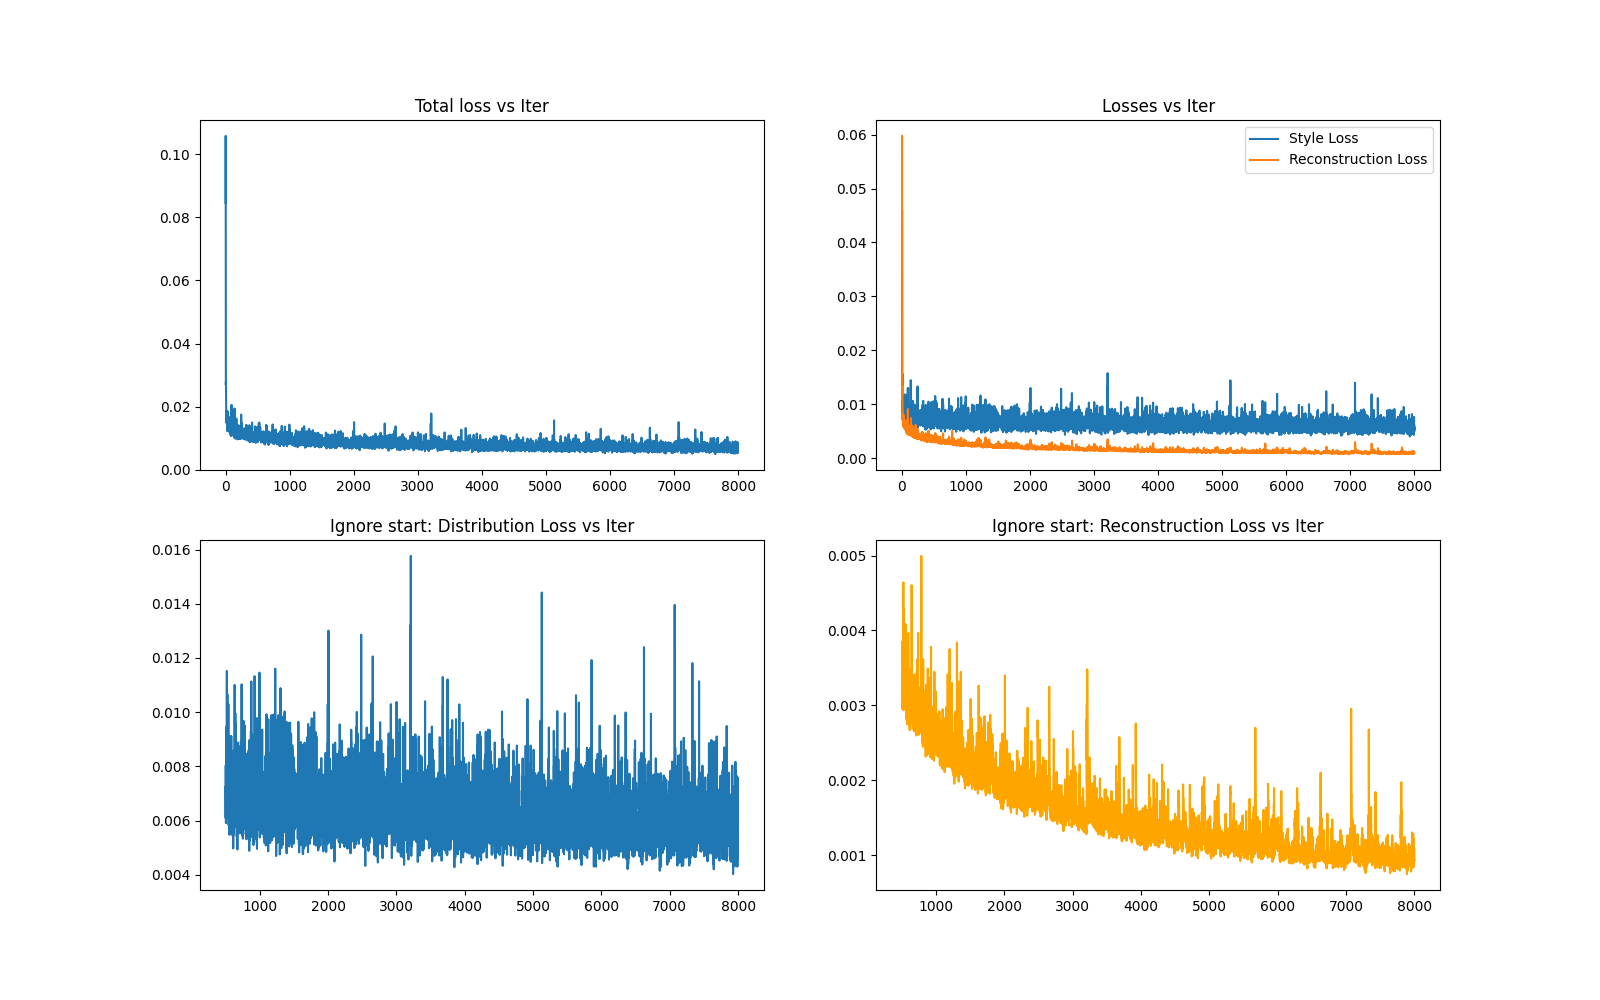 Total loss vs Iter
0.10
0.08
0.06
0.04
0.02
0.00
0 1000 2000 3000 4000 5000 6000 7000 8000
Losses vs Iter
Style Loss
Reconstruction Loss
0.06
0.05
0.04
0.03
0.02
0.01
0.00
0 1000 2000 3000 4000 5000 6000 7000 8000
Ignore start: Distribution Loss vs Iter
0.016
0.014
0.012
0.010
0.008
0.006
0.004
1000 2000 3000 4000 5000 6000 7000 8000
Ignore start: Reconstruction Loss vs Iter
0.005
0.004
0.003
0.002
0.001
1000 2000 3000 4000 5000 6000 7000 8000